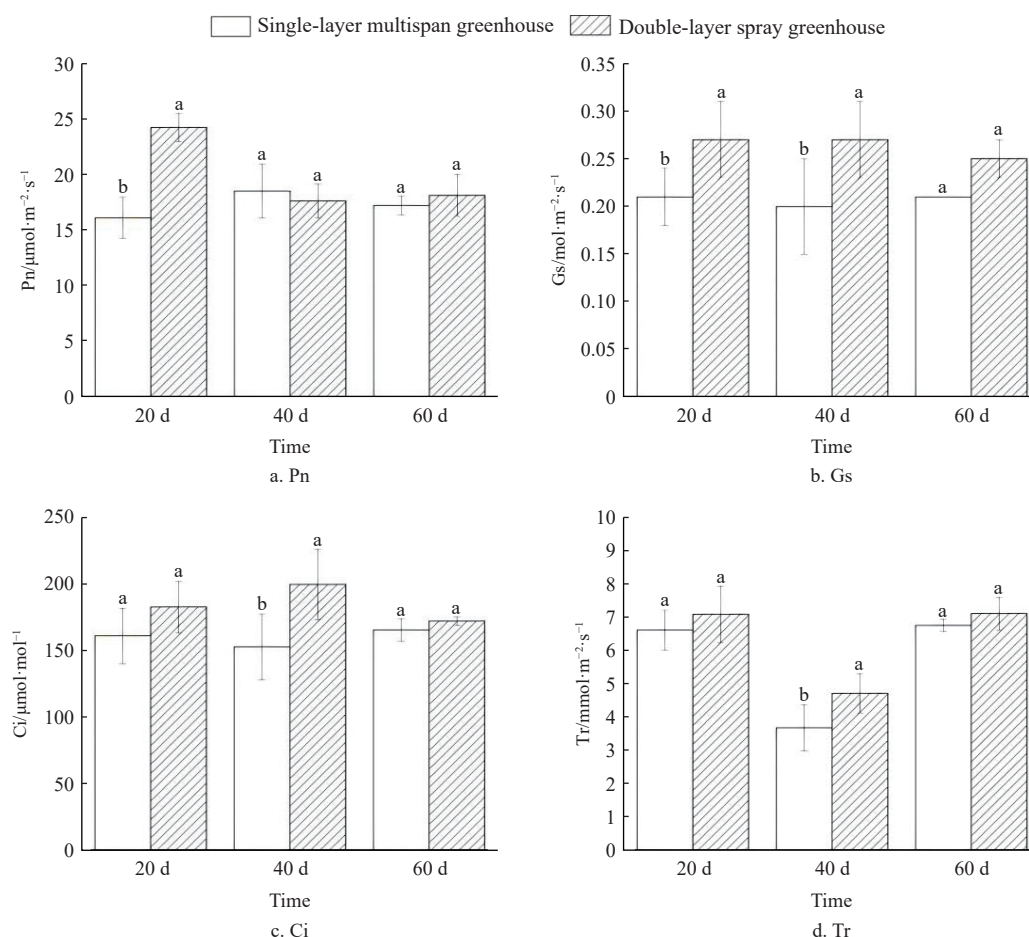 Single-layer multispan greenhouse Double-layer spray greenhouse
30
25
20
15
10
5
0
Pn/μmol·m⁻²·s⁻¹
b a a a a a
20 d 40 d 60 d
Time
a. Pn
0.35
0.30
0.25
0.20
0.15
0.10
0.05
0
Gs/mol·m⁻²·s⁻¹
b a b a a a
20 d 40 d 60 d
Time
b. Gs
250
200
150
100
50
0
Ci/μmol·mol⁻¹
a a b a a a
20 d 40 d 60 d
Time
c. Ci
10
9
8
7
6
5
4
3
2
1
0
Tr/mmol·m⁻²·s⁻¹
a a b a a a
20 d 40 d 60 d
Time
d. Tr